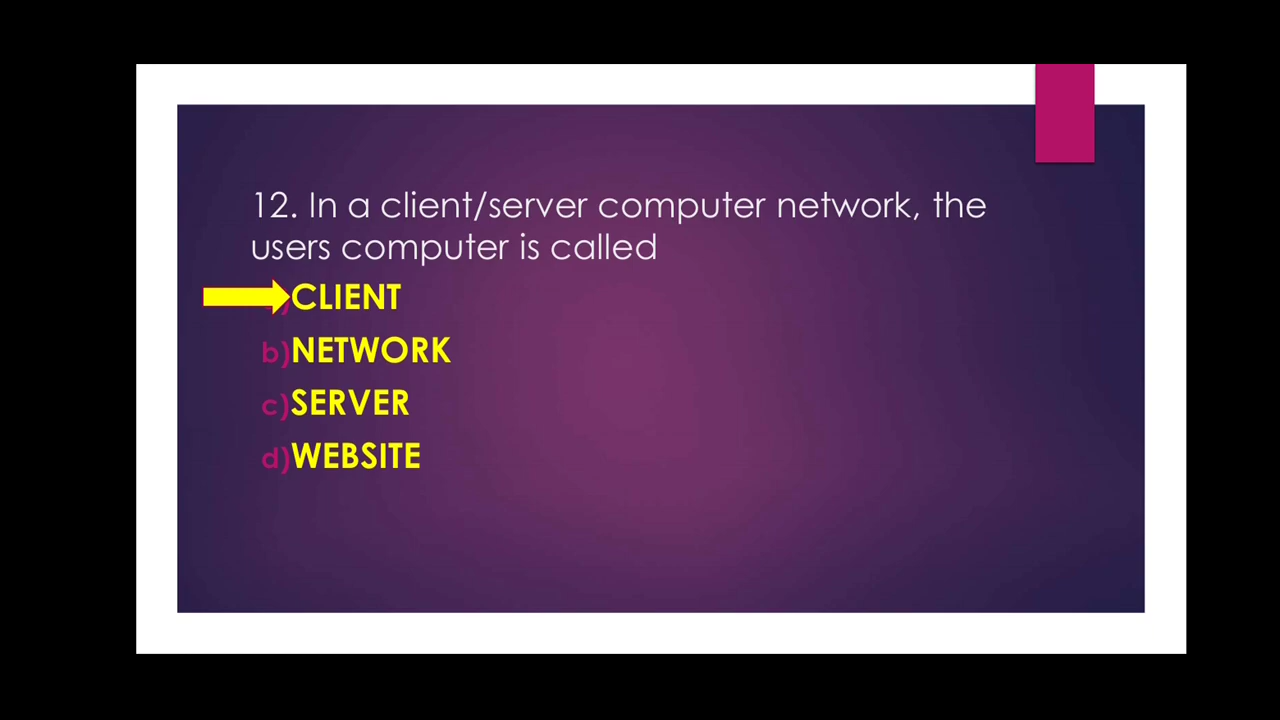 12. In a client/server computer network, the
users computer is called
)CLIENT
b)NETWORK
c)SERVER
d)WEBSITE